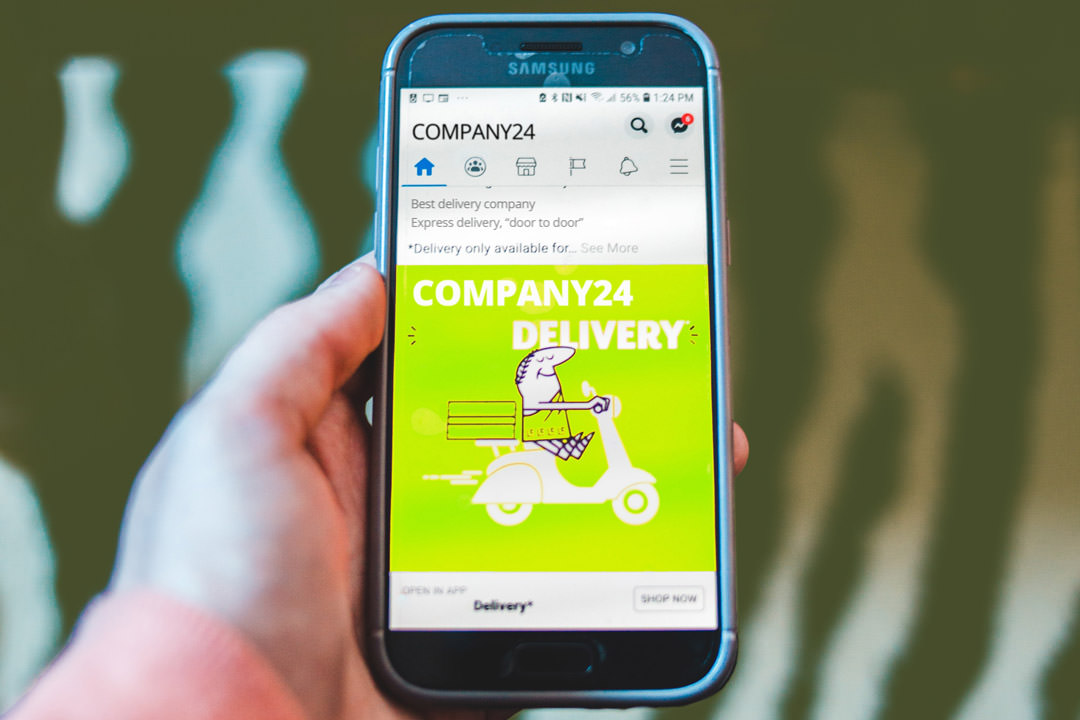 SAMSUNG
56% 1:24 PM
COMPANY24
6
Best delivery company
Express delivery, “door to door”
*Delivery only available for... See More
COMPANY24
DELIVERY
OPEN IN APP
Delivery*
SHOP NOW